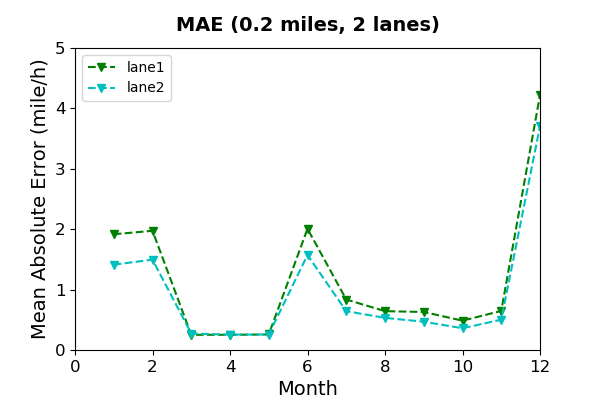 MAE (0.2 miles, 2 lanes)
Mean Absolute Error (mile/h)
5
4
3
2
1
0
lane1
lane2
0 2 4 6 8 10 12
Month